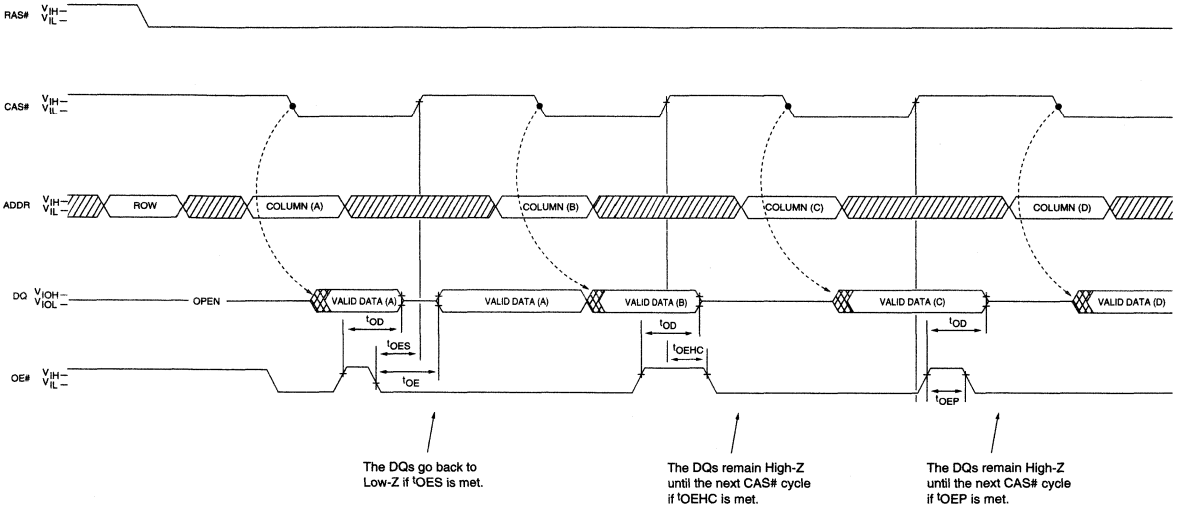 RAS# VIH VIL
CAS# VIH VIL
ADDR VIH VIL ROW COLUMN (A) COLUMN (B) COLUMN (C) COLUMN (D)
DQ VIOH VIOL OPEN VALID DATA (A) VALID DATA (A) VALID DATA (B) VALID DATA (C) VALID DATA (D)
tOD tOD tOD
tOES tOEHC
tOE
OE# VIH VIL
tOEP
The DQs go back to
Low-Z if tOES is met.
The DQs remain High-Z
until the next CAS# cycle
if tOEHC is met.
The DQs remain High-Z
until the next CAS# cycle
if tOEP is met.